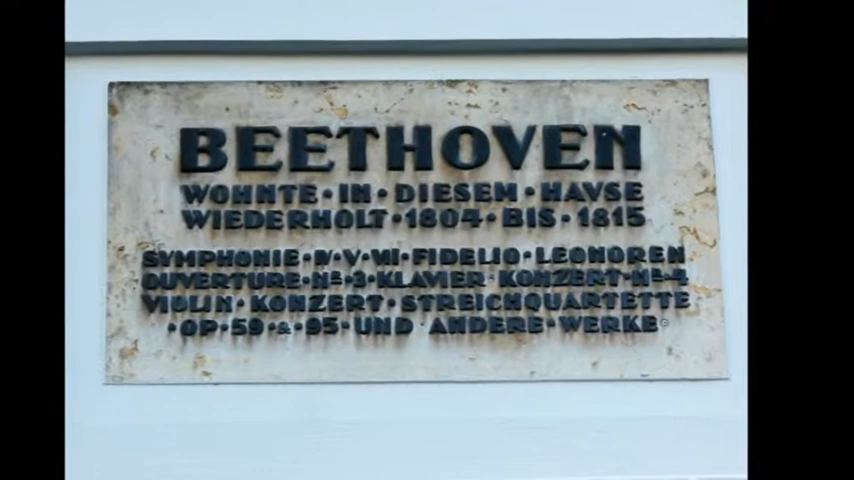 BEETHOVEN
WOHNTE·IN·DIESEM·HAVSE
WIEDERHOLT·1804·BIS·1815
SYMPHONIE·IV·V·VII·FIDELIO·LEONOREN
OUVERTURE·Nº·3·KLAVIER·KONZERT·Nº·4
VIOLIN·KONZERT·STREICHQUARTETTE
·OP·59·&·95·UND·ANDERE·WERKE·